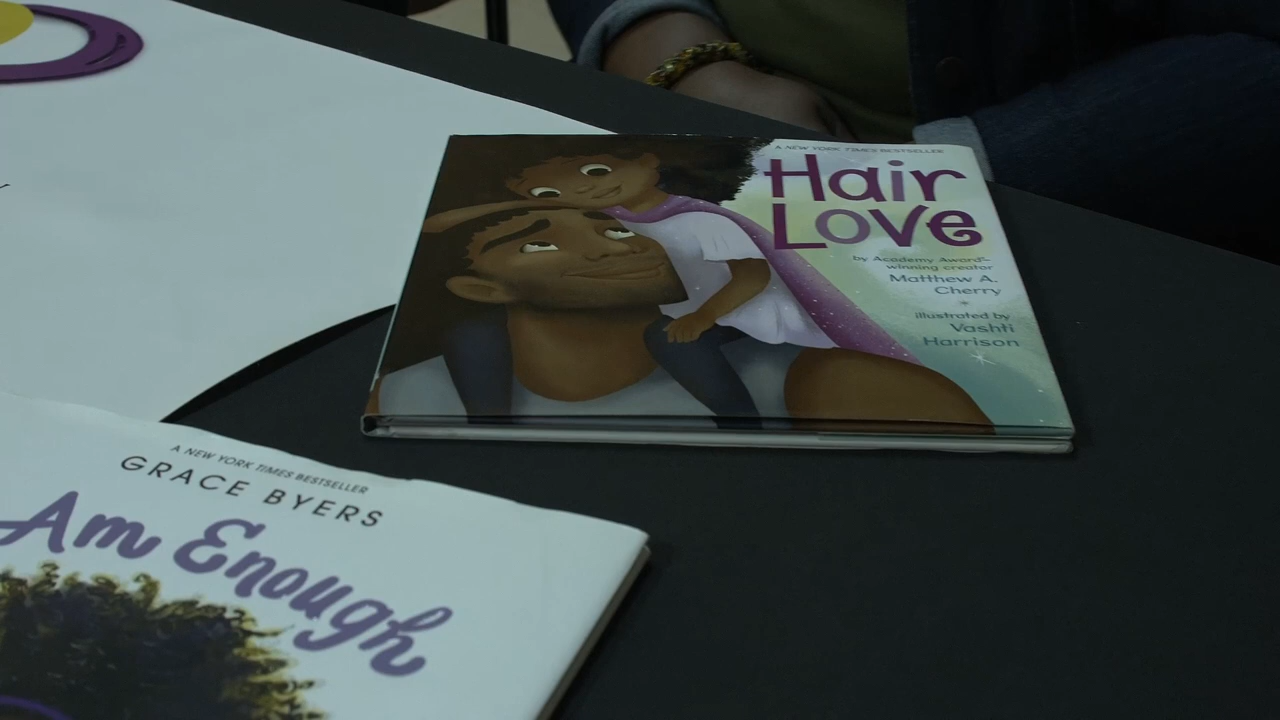 A NEW YORK TIMES BESTSELLER
Hair
Love
by Academy Award®-
winning creator
Matthew A.
Cherry
illustrated by
Vashti
Harrison
A NEW YORK TIMES BESTSELLER
GRACE BYERS
Am Enough